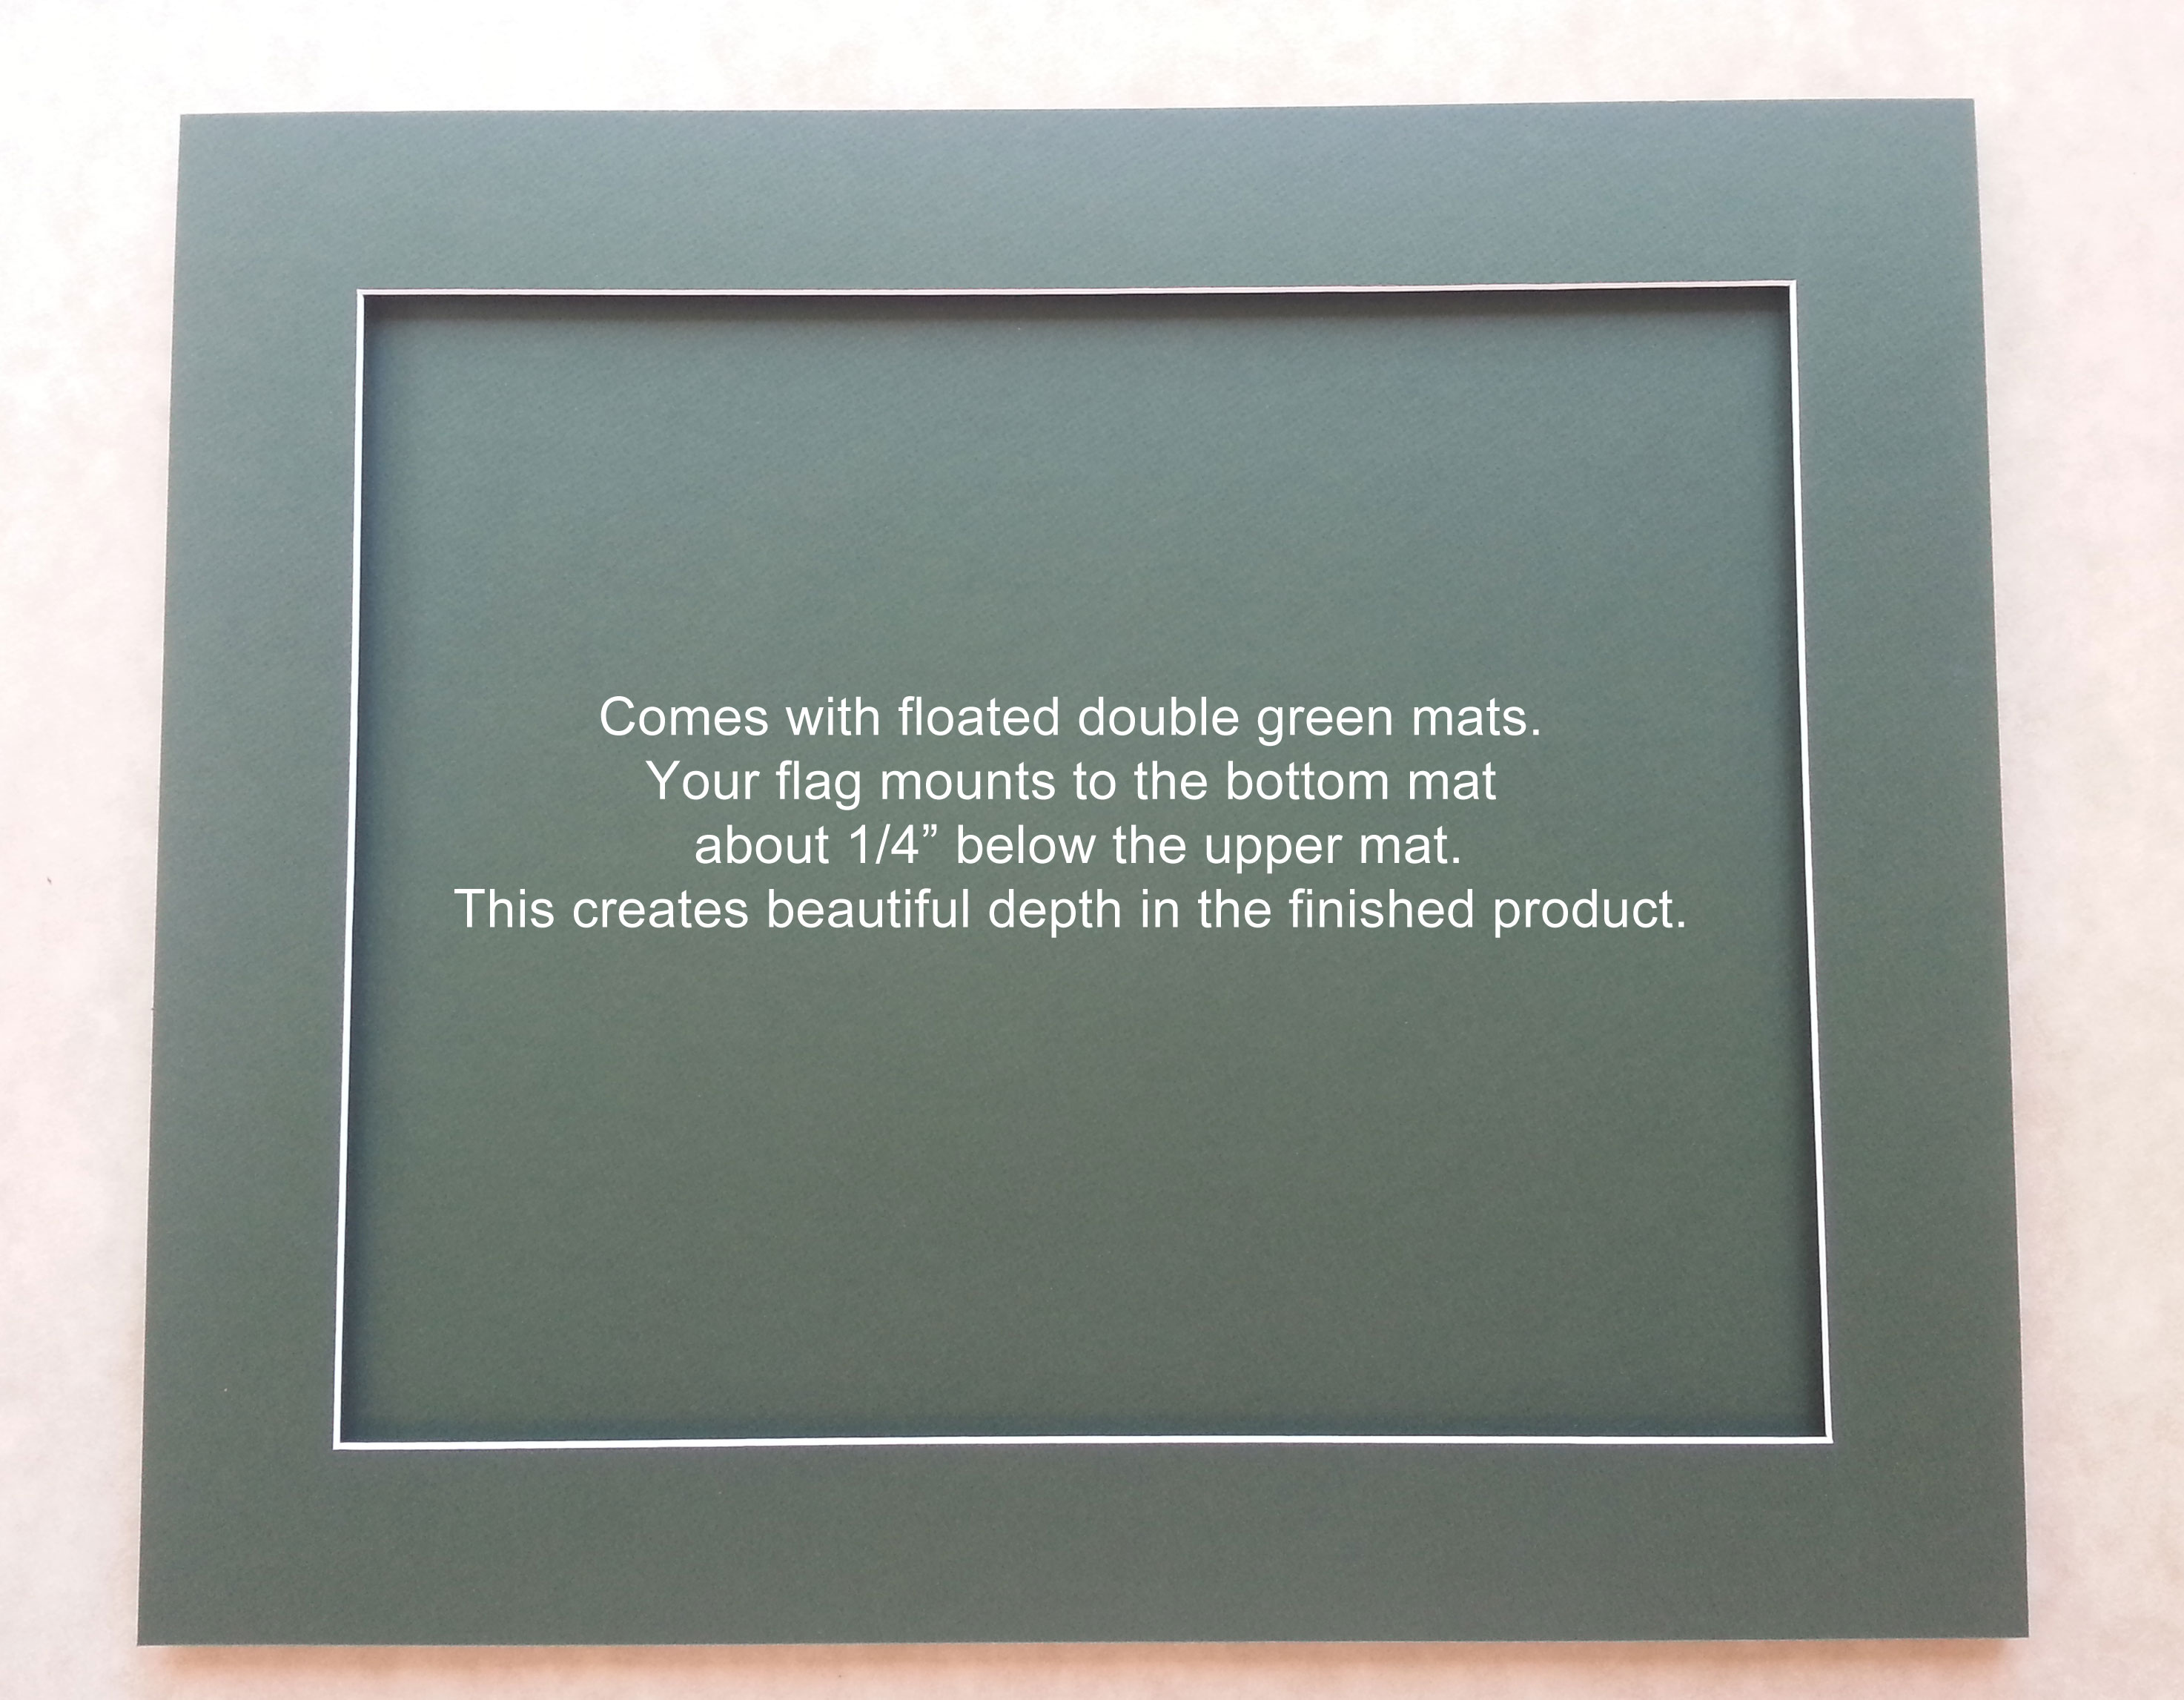 Comes with floated double green mats.
Your flag mounts to the bottom mat
about 1/4” below the upper mat.
This creates beautiful depth in the finished product.